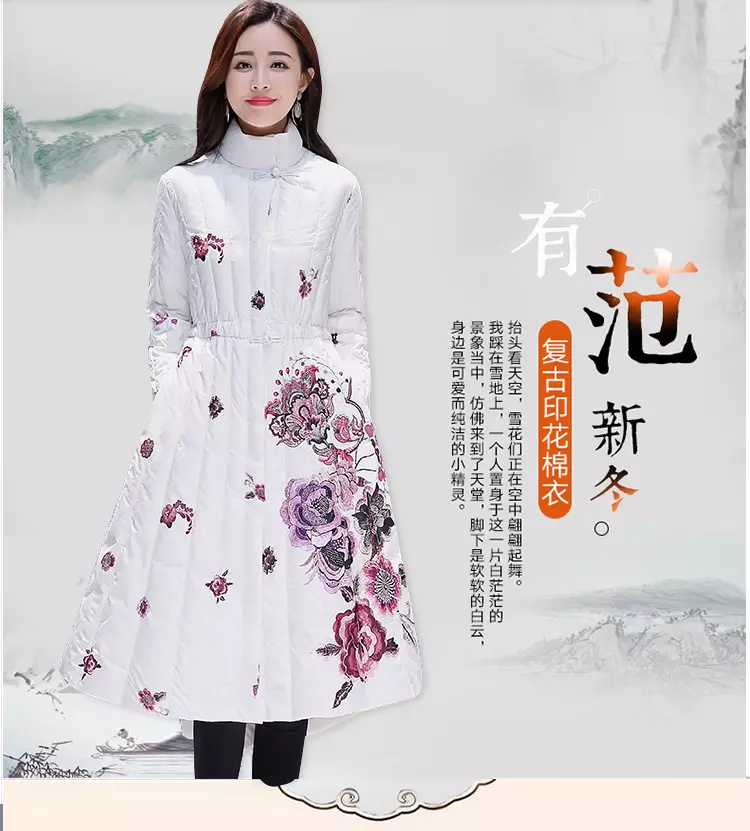 有范
新冬。
复古印花棉衣
抬头看天空，雪花们正在空中翩翩起舞。
我踩在雪地上，一个人置身于这一片白茫茫的
景象当中，仿佛来到了天堂，脚下是软软的白云，
身边是可爱而纯洁的小精灵。